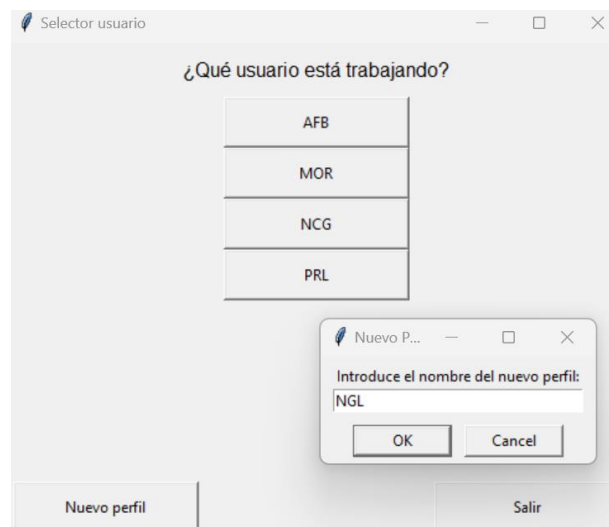 Selector usuario
¿Qué usuario está trabajando?
AFB
MOR
NCG
PRL
Nuevo P...
Introduce el nombre del nuevo perfil:
NGL
OK Cancel
Nuevo perfil Salir